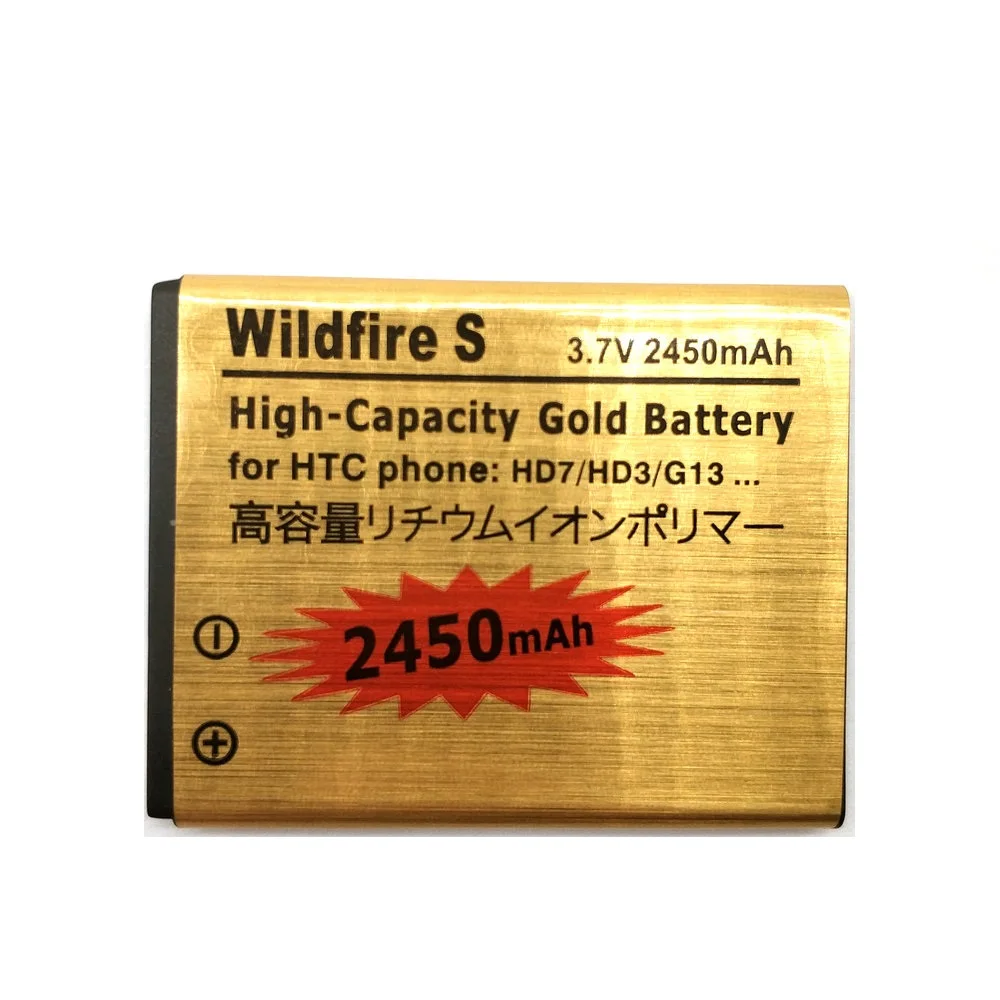 Wildfire S 3.7V 2450mAh
High-Capacity Gold Battery
for HTC phone: HD7/HD3/G13 ...
高容量リチウムイオンポリマー
2450mAh